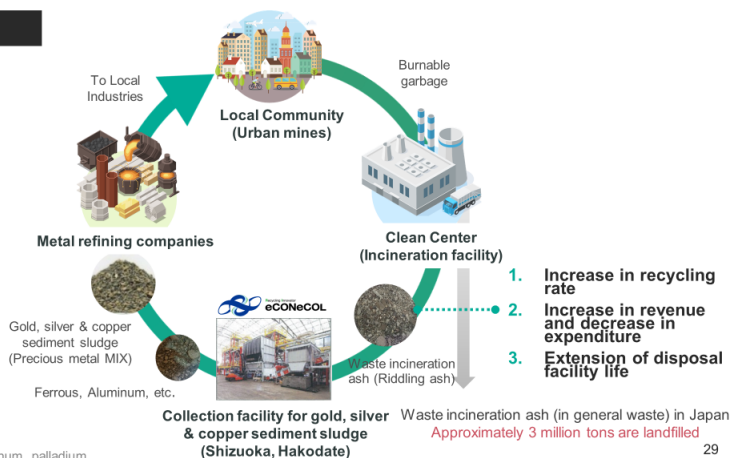 To Local
Industries
Burnable
garbage
Local Community
(Urban mines)
Metal refining companies
Clean Center
(Incineration facility)
1. Increase in recycling
rate
2. Increase in revenue
and decrease in
expenditure
3. Extension of disposal
facility life
eCONeCOL
Gold, silver & copper
sediment sludge
(Precious metal MIX)
Ferrous, Aluminum, etc.
Waste incineration
ash (Riddling ash)
Collection facility for gold, silver
& copper sediment sludge
(Shizuoka, Hakodate)
Waste incineration ash (in general waste) in Japan
Approximately 3 million tons are landfilled
palladium
29